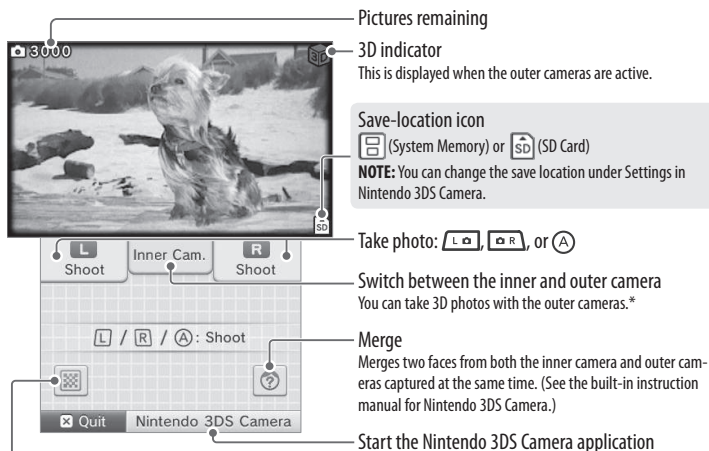 Pictures remaining
3000
3D
3D indicator
This is displayed when the outer cameras are active.
Save-location icon
(System Memory) or SD (SD Card)
NOTE: You can change the save location under Settings in
Nintendo 3DS Camera.
SD
Take photo: L, R, or A
L
Shoot
Inner Cam.
R
Shoot
Switch between the inner and outer camera
You can take 3D photos with the outer cameras.*
L / R / A: Shoot
Merge
Merges two faces from both the inner camera and outer cam-
eras captured at the same time. (See the built-in instruction
manual for Nintendo 3DS Camera.)
?
X Quit
Nintendo 3DS Camera
Start the Nintendo 3DS Camera application